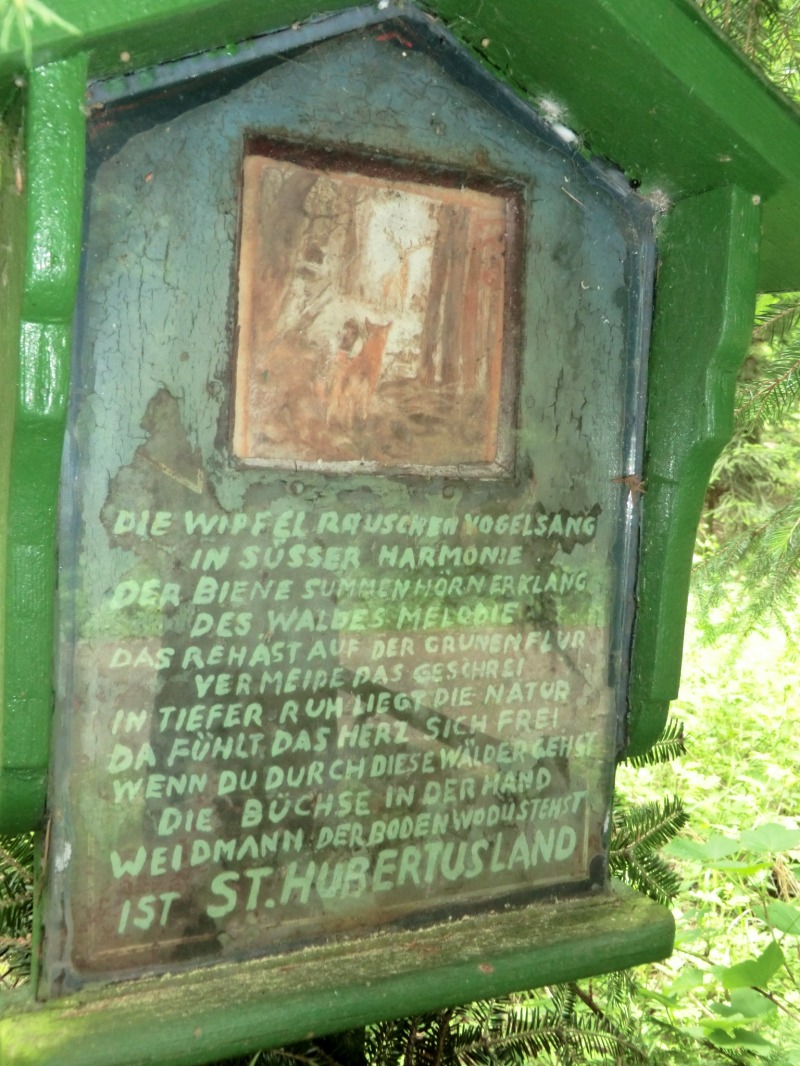 DIE WIPFEL RAUSCHEN VOGELSANG
IN SÜSSER HARMONIE
DER BIENE SUMMEN HÖRNERKLANG
DES WALDES MELODIE
DAS REH ÄST AUF DER GRÜNEN FLUR
VERMEIDE DAS GESCHREI
IN TIEFER RUH LIEGT DIE NATUR
DA FÜHLT DAS HERZ SICH FREI
WENN DU DURCH DIESE WÄLDER GEHST
DIE BÜCHSE IN DER HAND
WEIDMANN DER BODEN WO DU STEHST
IST ST. HUBERTUSLAND